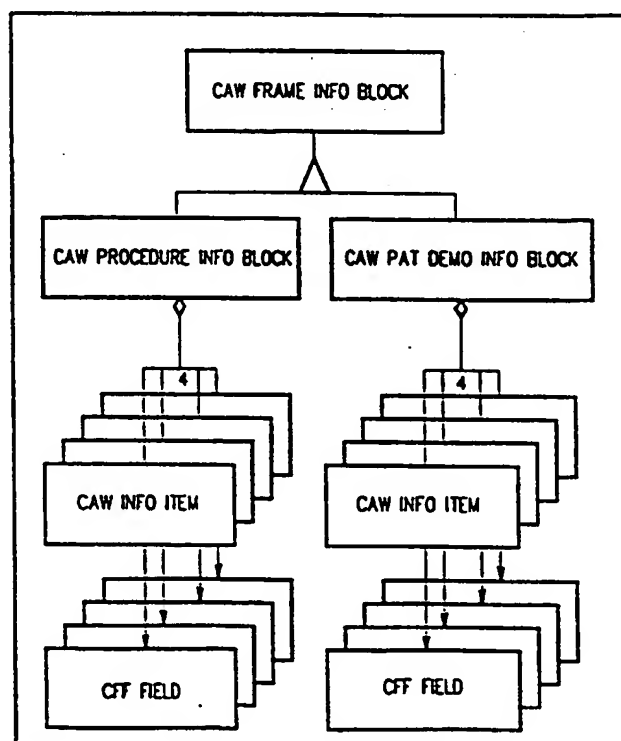 CAW FRAME INFO BLOCK
CAW PROCEDURE INFO BLOCK
CAW PAT DEMO INFO BLOCK
4
4
CAW INFO ITEM
CAW INFO ITEM
CFF FIELD
CFF FIELD